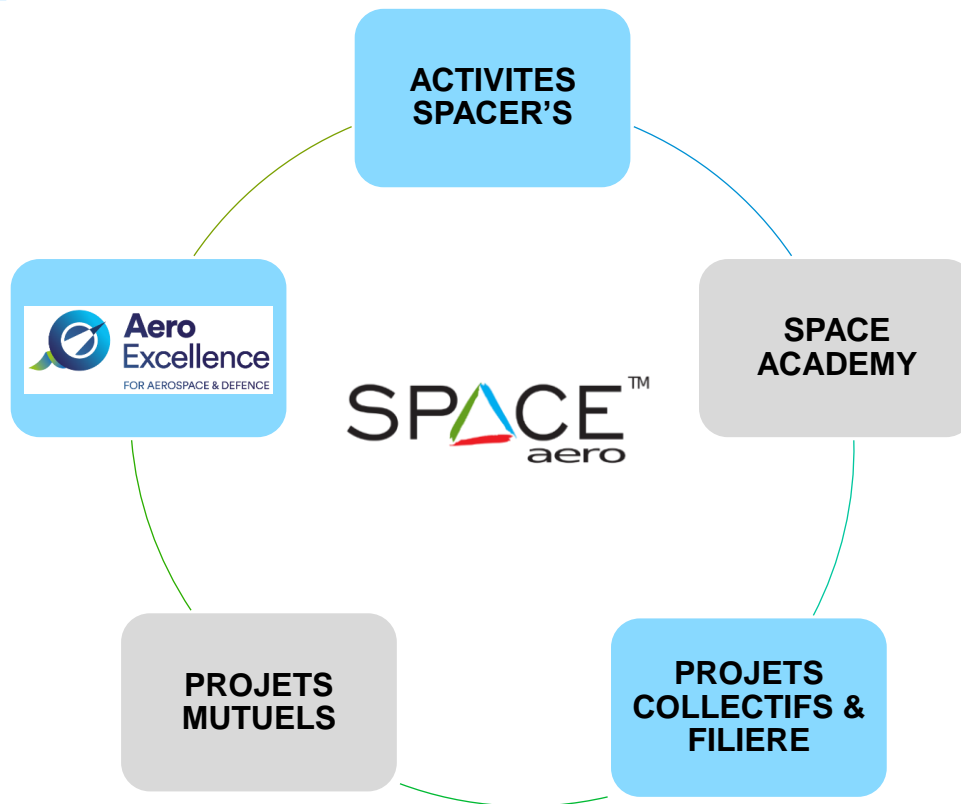 ACTIVITES
SPACER'S
Aero
Excellence
FOR AEROSPACE & DEFENCE
SPACE
ACADEMY
SPACE™
aero
PROJETS
MUTUELS
PROJETS
COLLECTIFS &
FILIERE